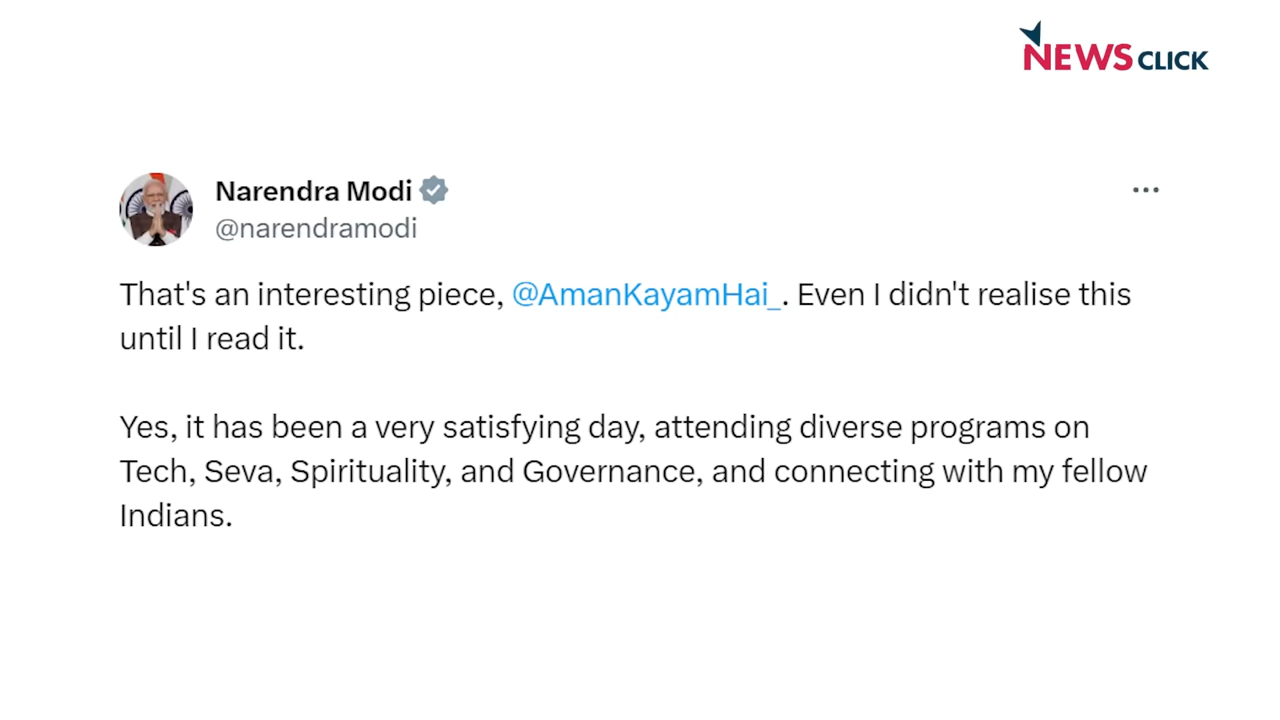 NEWSCLICK
Narendra Modi
@narendramodi
That's an interesting piece, @AmanKayamHai_. Even I didn't realise this
until I read it.
Yes, it has been a very satisfying day, attending diverse programs on
Tech, Seva, Spirituality, and Governance, and connecting with my fellow
Indians.